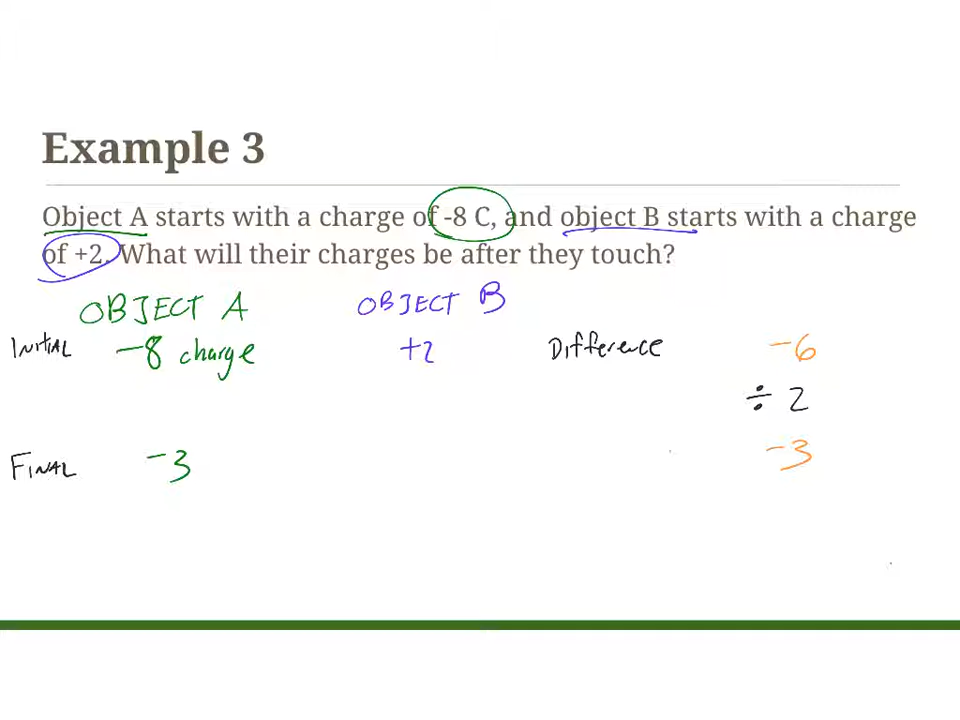 Example 3
Object A starts with a charge of -8 C, and object B starts with a charge
of +2. What will their charges be after they touch?
OBJECT A OBJECT B
INITIAL -8 charge +2 Difference -6
÷ 2
-3
FINAL -3